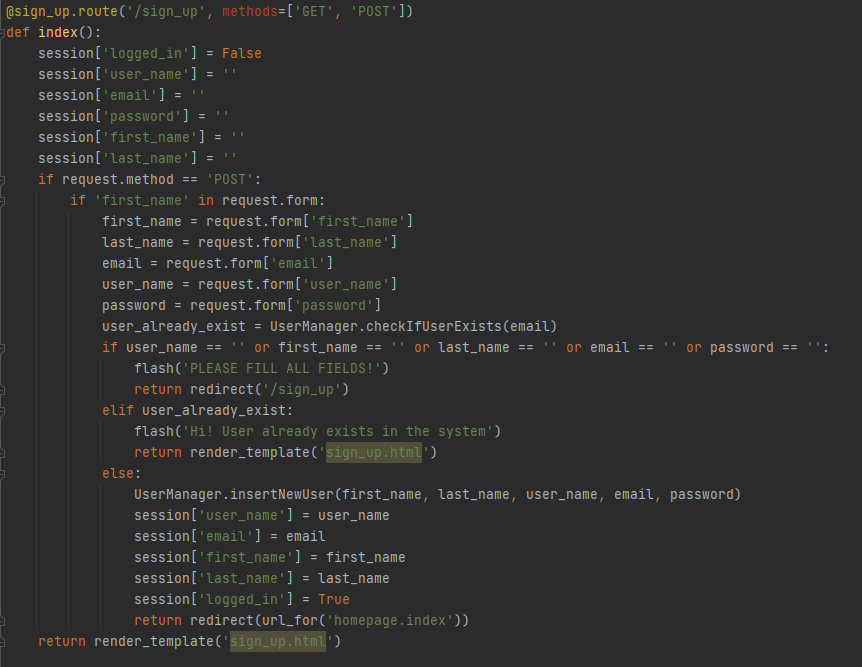 @sign_up.route('/sign_up', methods=['GET', 'POST'])
def index():
    session['logged_in'] = False
    session['user_name'] = ''
    session['email'] = ''
    session['password'] = ''
    session['first_name'] = ''
    session['last_name'] = ''
    if request.method == 'POST':
        if 'first_name' in request.form:
            first_name = request.form['first_name']
            last_name = request.form['last_name']
            email = request.form['email']
            user_name = request.form['user_name']
            password = request.form['password']
            user_already_exist = UserManager.checkIfUserExists(email)
            if user_name == '' or first_name == '' or last_name == '' or email == '' or password == '':
                flash('PLEASE FILL ALL FIELDS!')
                return redirect('/sign_up')
            elif user_already_exist:
                flash('Hi! User already exists in the system')
                return render_template('sign_up.html')
            else:
                UserManager.insertNewUser(first_name, last_name, user_name, email, password)
                session['user_name'] = user_name
                session['email'] = email
                session['first_name'] = first_name
                session['last_name'] = last_name
                session['logged_in'] = True
                return redirect(url_for('homepage.index'))
    return render_template('sign_up.html')